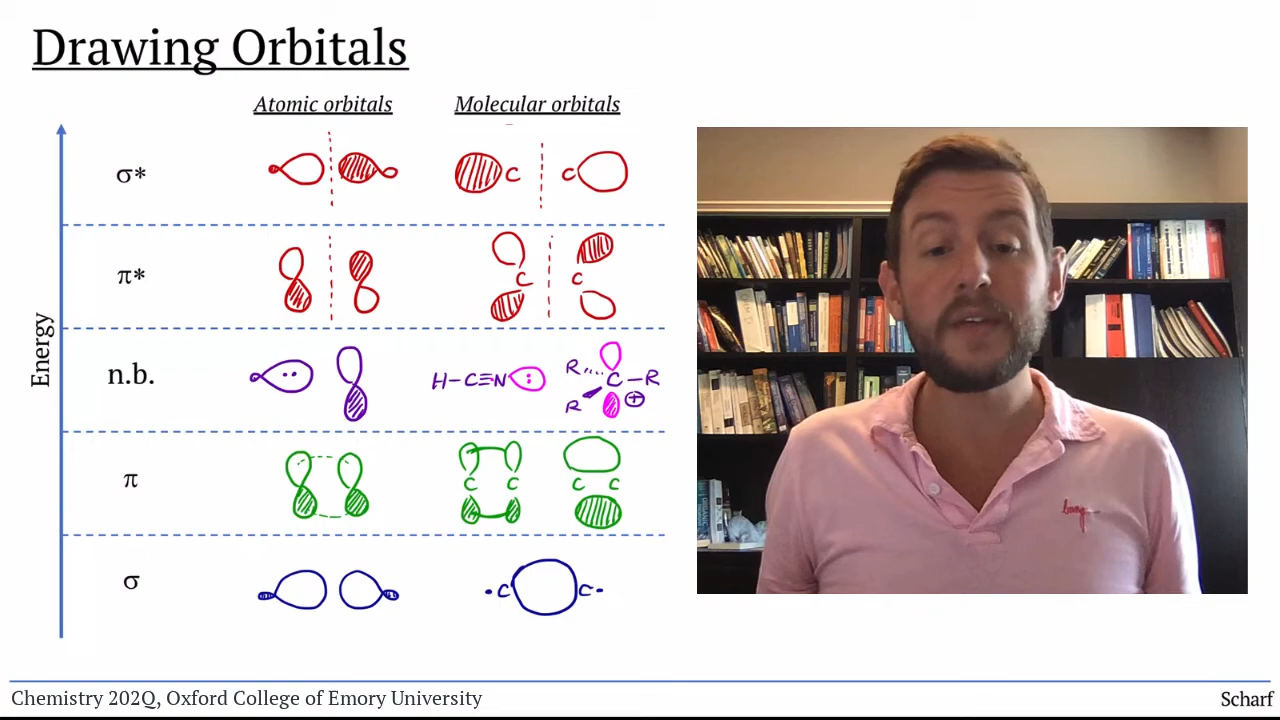 Drawing Orbitals
Atomic orbitals
Molecular orbitals
Energy
σ*
C C
π*
C C
n.b.
H-C≡N:
R C R
R ⊕
π
C C C C
σ
·C C·
Chemistry 202Q, Oxford College of Emory University
Scharf